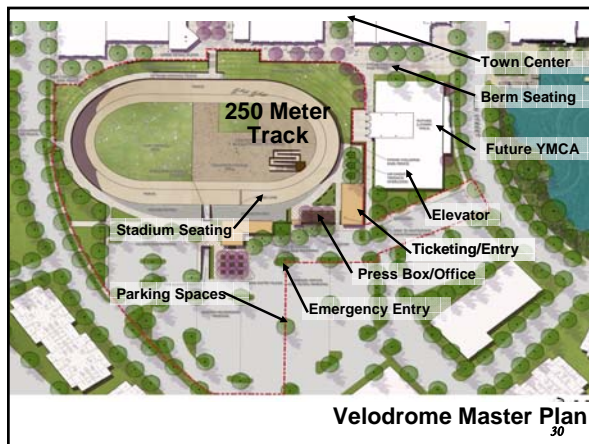 Town Center
Berm Seating
250 Meter
Track
Future YMCA
Elevator
Stadium Seating
Ticketing/Entry
Press Box/Office
Parking Spaces
Emergency Entry
Velodrome Master Plan
30